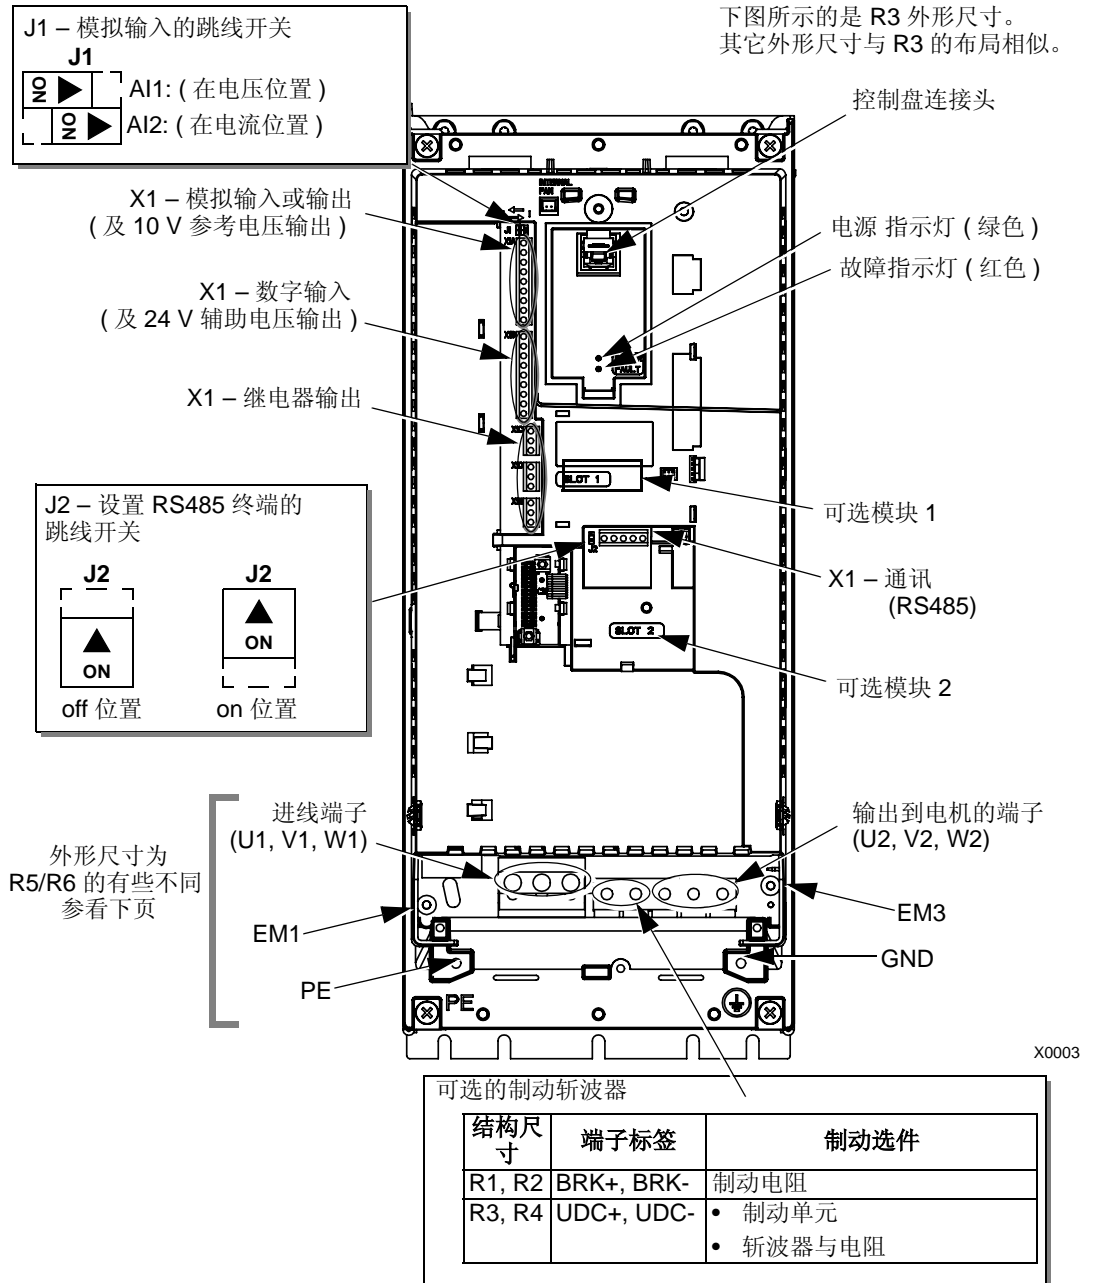 下图所示的是 R3 外形尺寸。
其它外形尺寸与 R3 的布局相似。
J1 – 模拟输入的跳线开关
J1
ON
AI1: ( 在电压位置 )
ON
AI2: ( 在电流位置 )
控制盘连接头
X1 – 模拟输入或输出
( 及 10 V 参考电压输出 )
电源 指示灯 ( 绿色 )
故障指示灯 ( 红色 )
X1 – 数字输入
( 及 24 V 辅助电压输出 )
X1 – 继电器输出
INTERNAL
FAN
J1
SLOT 1
可选模块 1
J2 – 设置 RS485 终端的
跳线开关
J2
J2
ON
ON
off 位置
on 位置
J2
X1 – 通讯
(RS485)
SLOT 2
可选模块 2
进线端子
(U1, V1, W1)
输出到电机的端子
(U2, V2, W2)
外形尺寸为
R5/R6 的有些不同
参看下页
EM1
EM3
PE
GND
PE
X0003
可选的制动斩波器
结构尺
寸
端子标签
制动选件
R1, R2
BRK+, BRK-
制动电阻
R3, R4
UDC+, UDC-
• 制动单元
• 斩波器与电阻